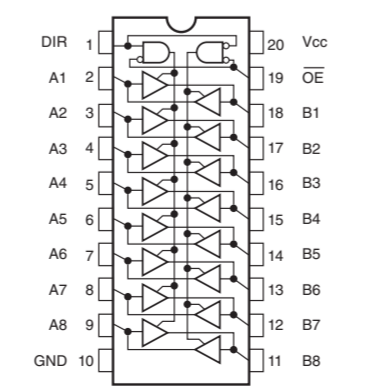 DIR 1 20 Vcc
A1 2 19 OE
A2 3 18 B1
A3 4 17 B2
A4 5 16 B3
A5 6 15 B4
A6 7 14 B5
A7 8 13 B6
A8 9 12 B7
GND 10 11 B8